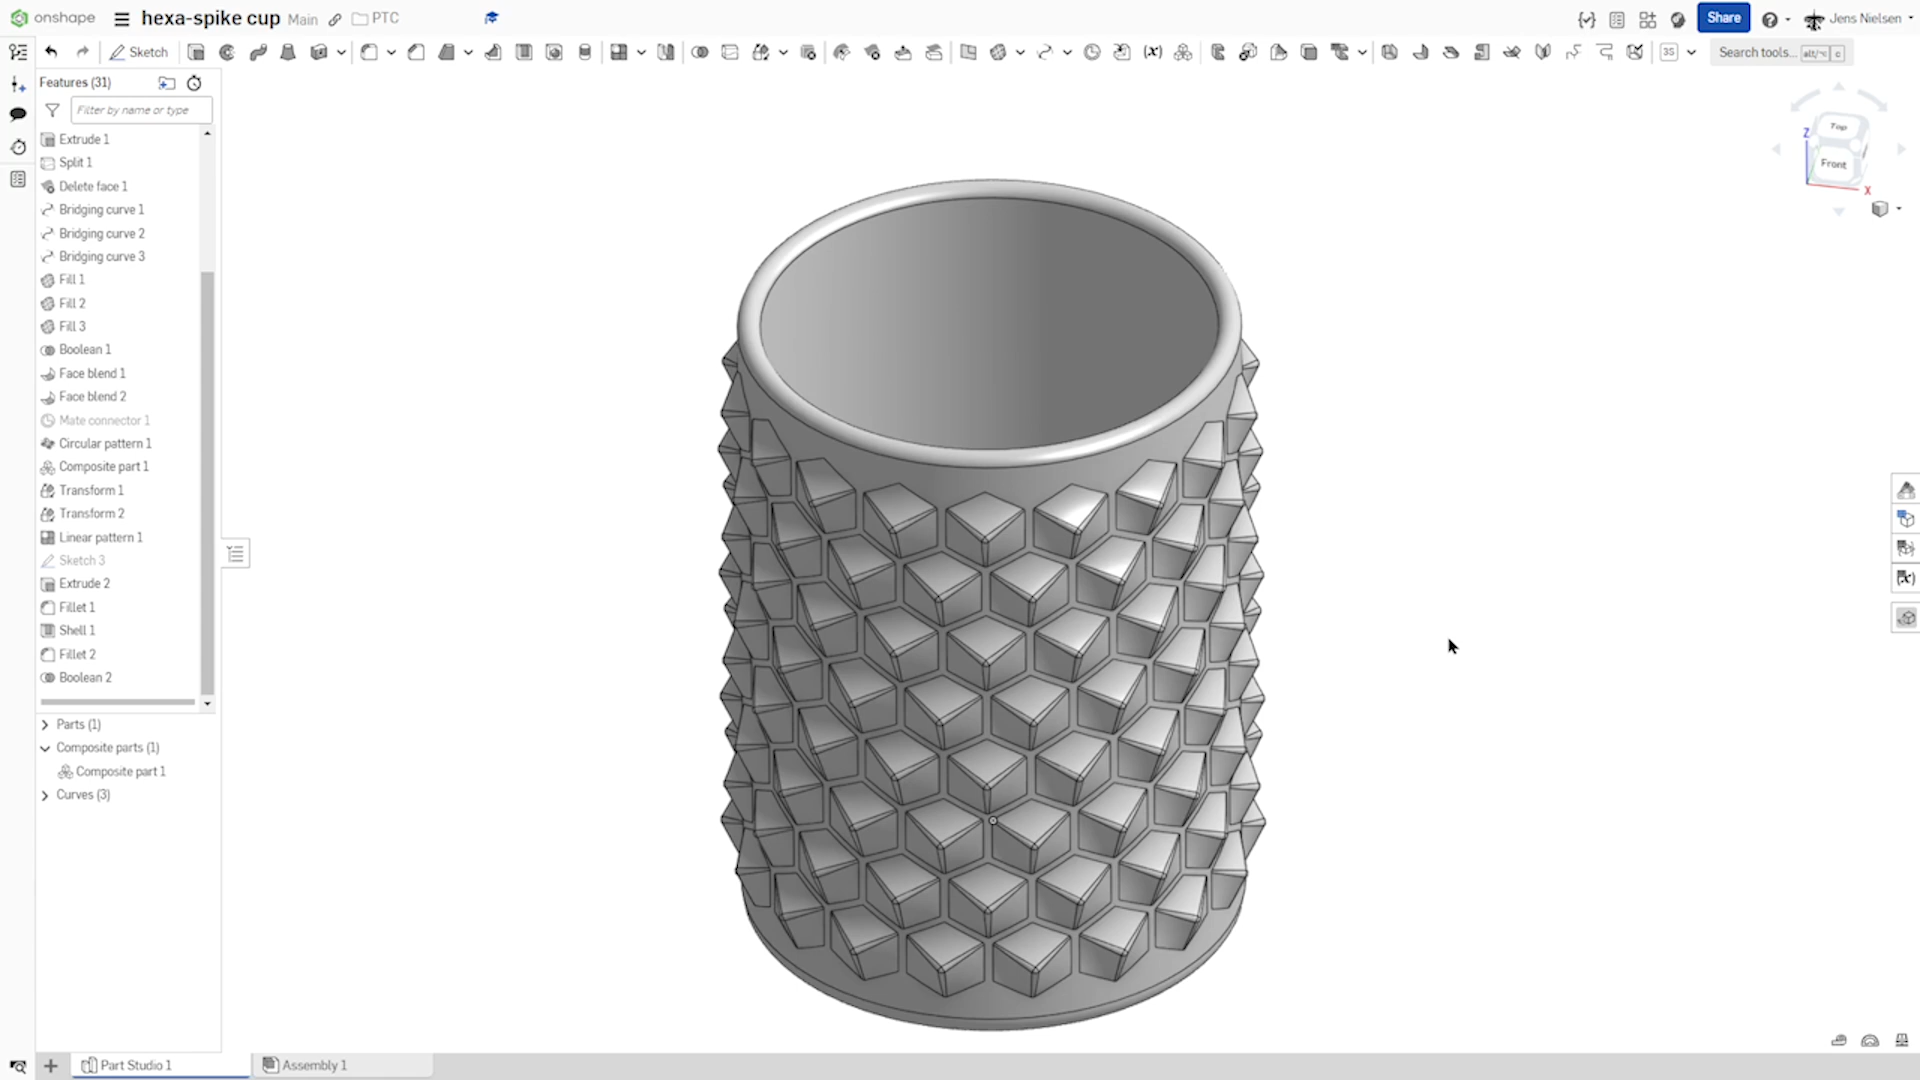 onshape hexa-spike cup Main PTC Share Jens Nielsen
Sketch (x) 3S Search tools... alt/⌥ c
Features (31)
Filter by name or type
Extrude 1
Split 1
Delete face 1
Bridging curve 1
Bridging curve 2
Bridging curve 3
Fill 1
Fill 2
Fill 3
Boolean 1
Face blend 1
Face blend 2
Mate connector 1
Circular pattern 1
Composite part 1
Transform 1
Transform 2
Linear pattern 1
Sketch 3
Extrude 2
Fillet 1
Shell 1
Fillet 2
Boolean 2
Parts (1)
Composite parts (1)
Composite part 1
Curves (3)
Top
Z
Front
X
Part Studio 1
Assembly 1